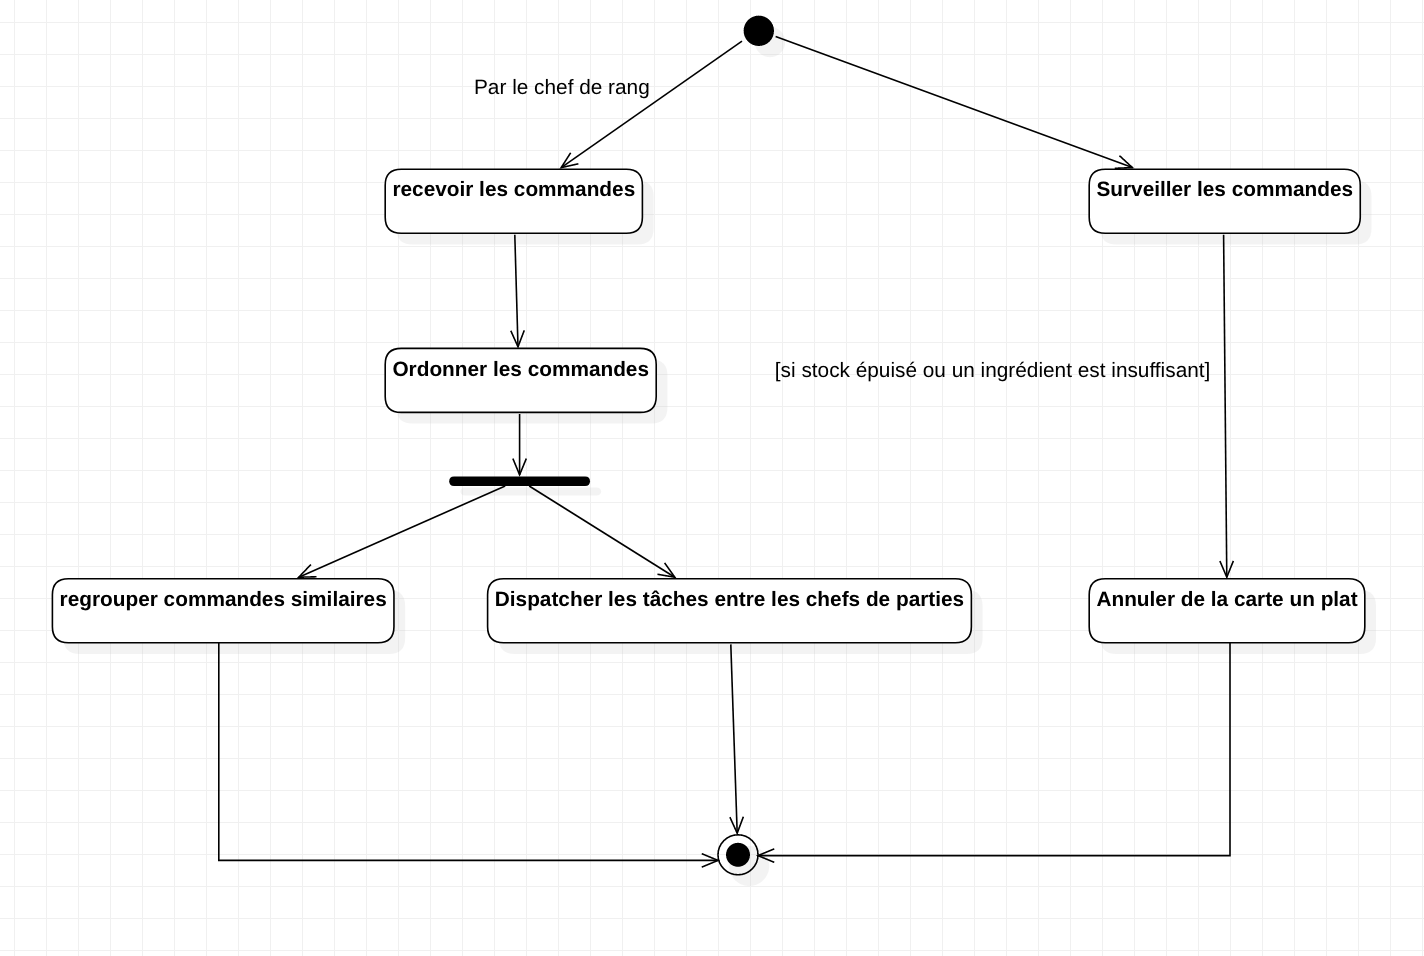 Par le chef de rang
recevoir les commandes
Surveiller les commandes
Ordonner les commandes
[si stock épuisé ou un ingrédient est insuffisant]
regrouper commandes similaires
Dispatcher les tâches entre les chefs de parties
Annuler de la carte un plat